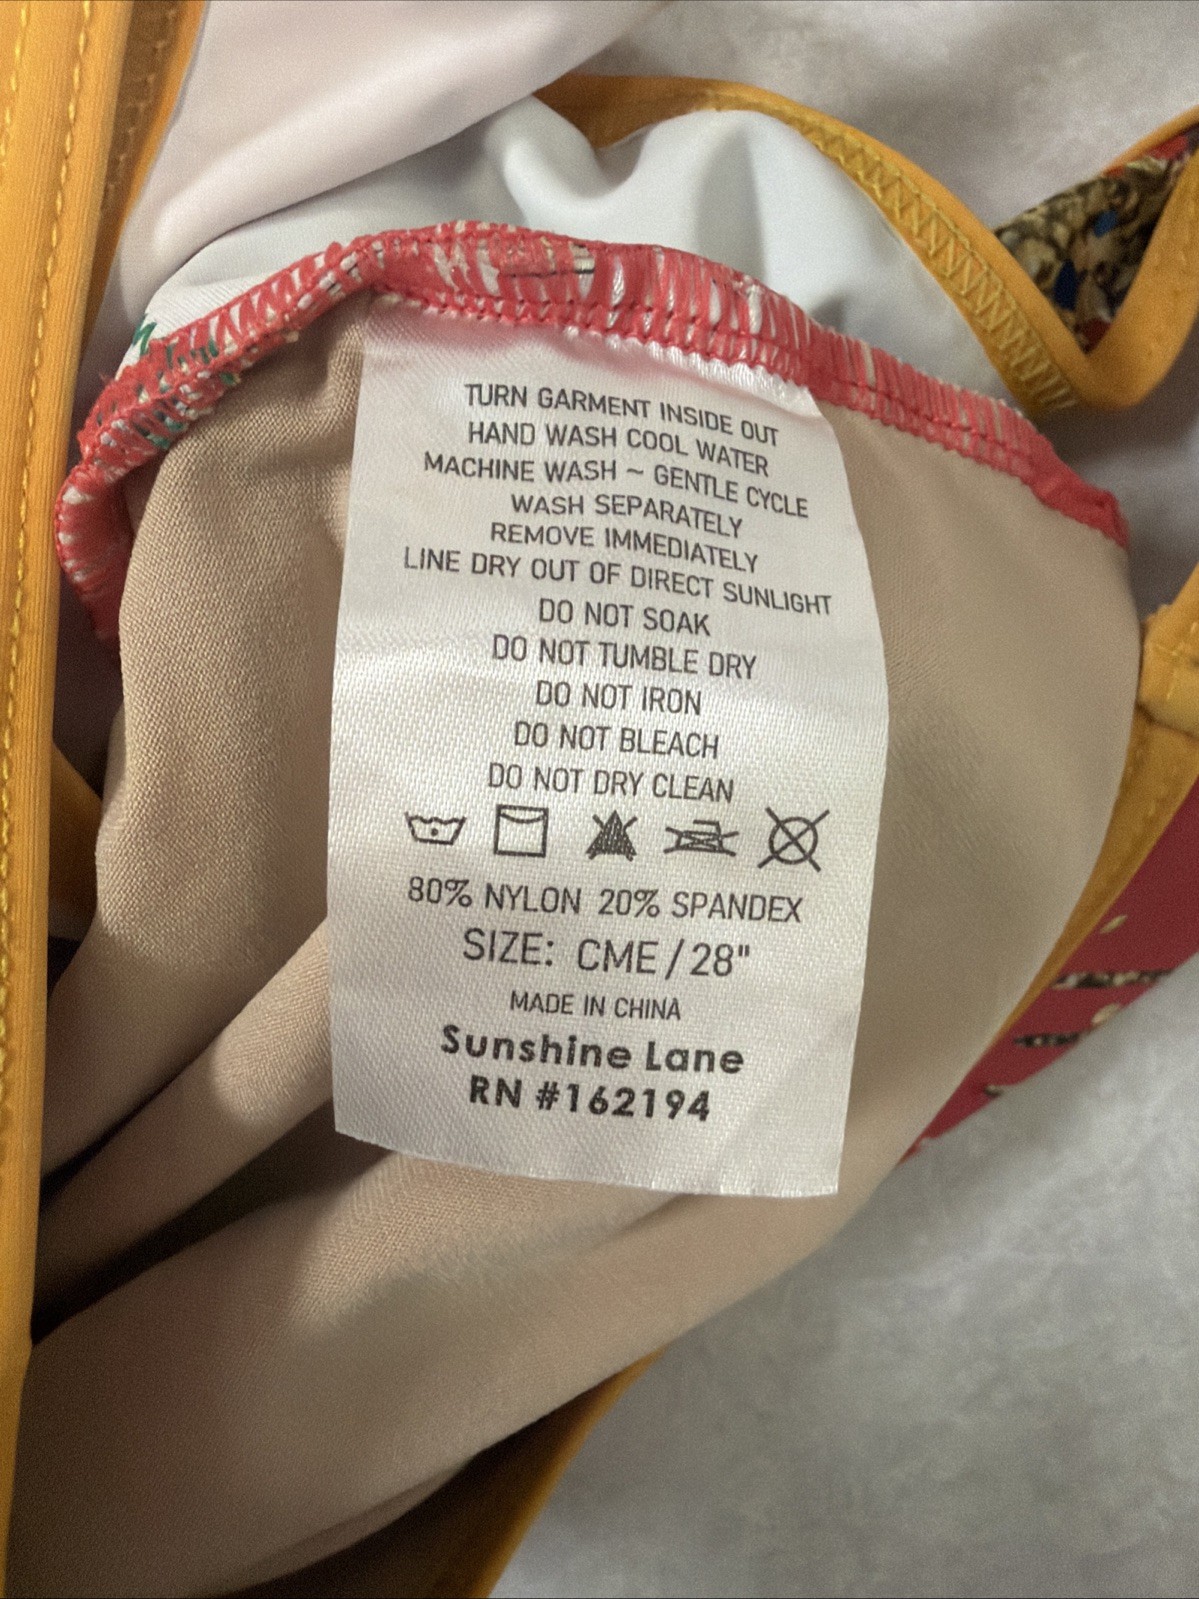 TURN GARMENT INSIDE OUT
HAND WASH COOL WATER
MACHINE WASH ~ GENTLE CYCLE
WASH SEPARATELY
REMOVE IMMEDIATELY
LINE DRY OUT OF DIRECT SUNLIGHT
DO NOT SOAK
DO NOT TUMBLE DRY
DO NOT IRON
DO NOT BLEACH
DO NOT DRY CLEAN
80% NYLON 20% SPANDEX
SIZE: CME/28"
MADE IN CHINA
Sunshine Lane
RN #162194